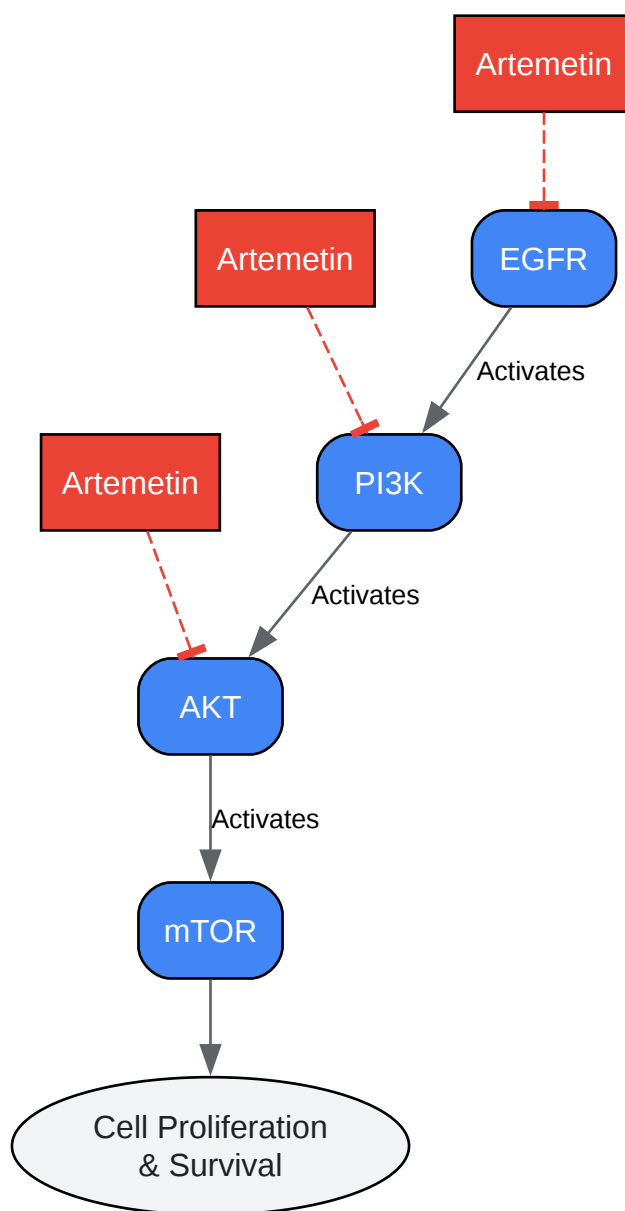 Artemetin
Artemetin
EGFR
Activates
Artemetin
PI3K
Activates
AKT
Activates
mTOR
Cell Proliferation
& Survival